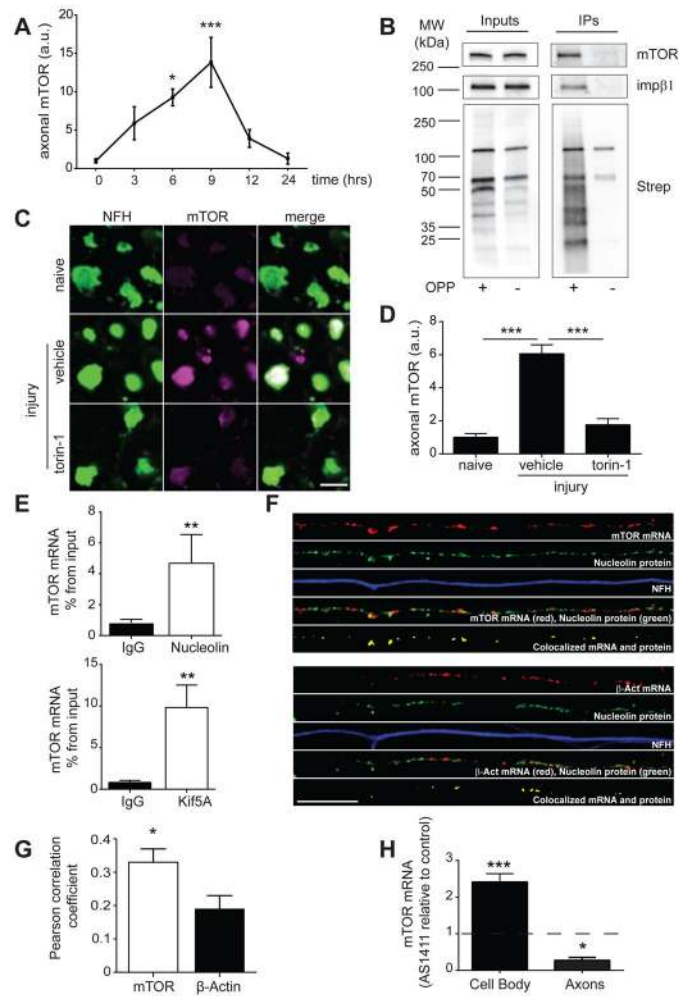 A
axonal mTOR (a.u.)
20
15
10
5
0
*
***
0 3 6 9 12 24 time (hrs)
B
MW
(kDa)
Inputs IPs
mTOR
250
impβ1
100
250
100
70
50
35
25
Strep
OPP + - + -
C
NFH mTOR merge
naive
injury
vehicle
torin-1
D
axonal mTOR (a.u.)
8
6
4
2
0
*** ***
naive vehicle torin-1
injury
E
mTOR mRNA
% from input
8
6
4
2
0
**
IgG Nucleolin
mTOR mRNA
% from input
15
10
5
0
**
IgG Kif5A
F
mTOR mRNA
Nucleolin protein
NFH
mTOR mRNA (red), Nucleolin protein (green)
Colocalized mRNA and protein
β-Act mRNA
Nucleolin protein
NFH
β-Act mRNA (red), Nucleolin protein (green)
Colocalized mRNA and protein
G
Pearson correlation
coefficient
0.4
0.3
0.2
0.1
0
*
mTOR β-Actin
H
mTOR mRNA
(AS1411 relative to control)
3
2
1
0
***
*
Cell Body Axons